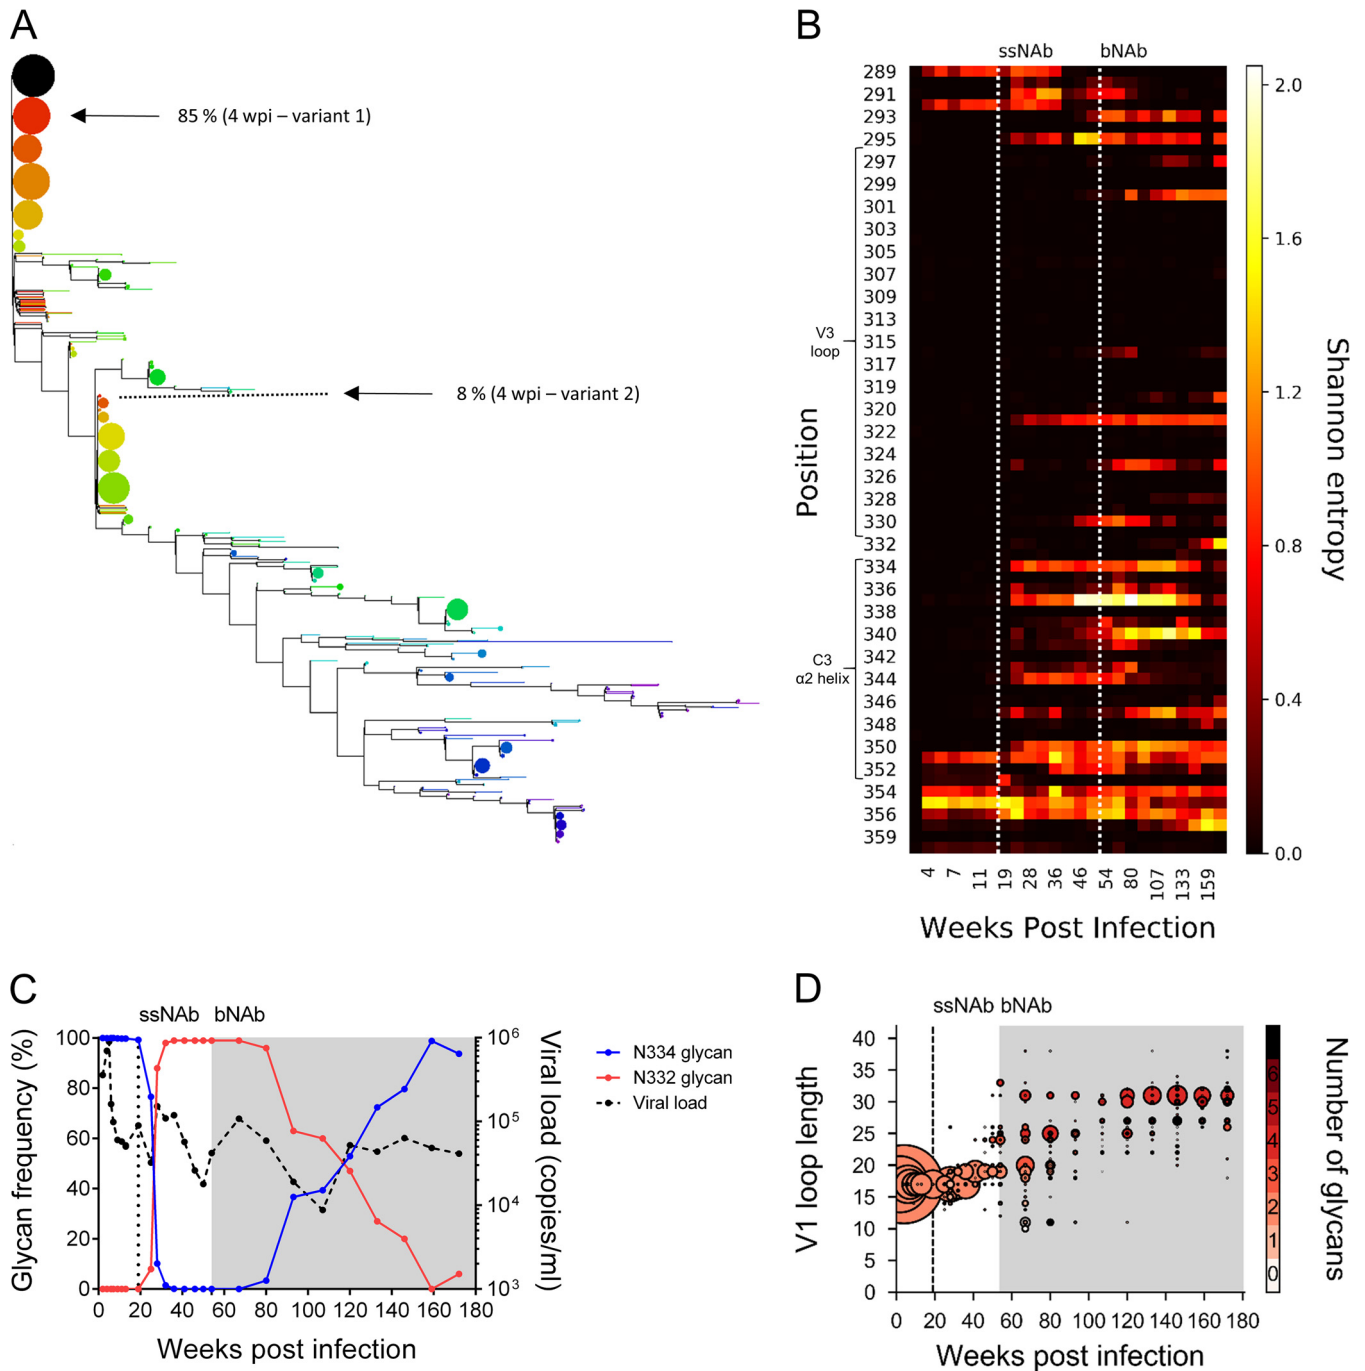 A
85 % (4 wpi – variant 1)
8 % (4 wpi – variant 2)
B
ssNAb
bNAb
289
291
293
295
297
299
301
303
305
307
309
313
315
317
319
320
322
324
326
328
330
332
334
336
338
340
342
344
346
348
350
352
354
356
359
V3
loop
C3
α2 helix
Position
4
7
11
19
28
36
46
54
80
107
133
159
Weeks Post Infection
2.0
1.6
1.2
0.8
0.4
0.0
Shannon entropy
C
ssNAb
bNAb
100
80
60
40
20
0
Glycan frequency (%)
10⁶
10⁵
10⁴
10³
Viral load (copies/ml)
0 20 40 60 80 100 120 140 160 180
Weeks post infection
N334 glycan
N332 glycan
Viral load
D
ssNAb bNAb
40
35
30
25
20
15
10
5
0
V1 loop length
0 20 40 60 80 100 120 140 160 180
Weeks post infection
6
5
4
3
2
1
0
Number of glycans